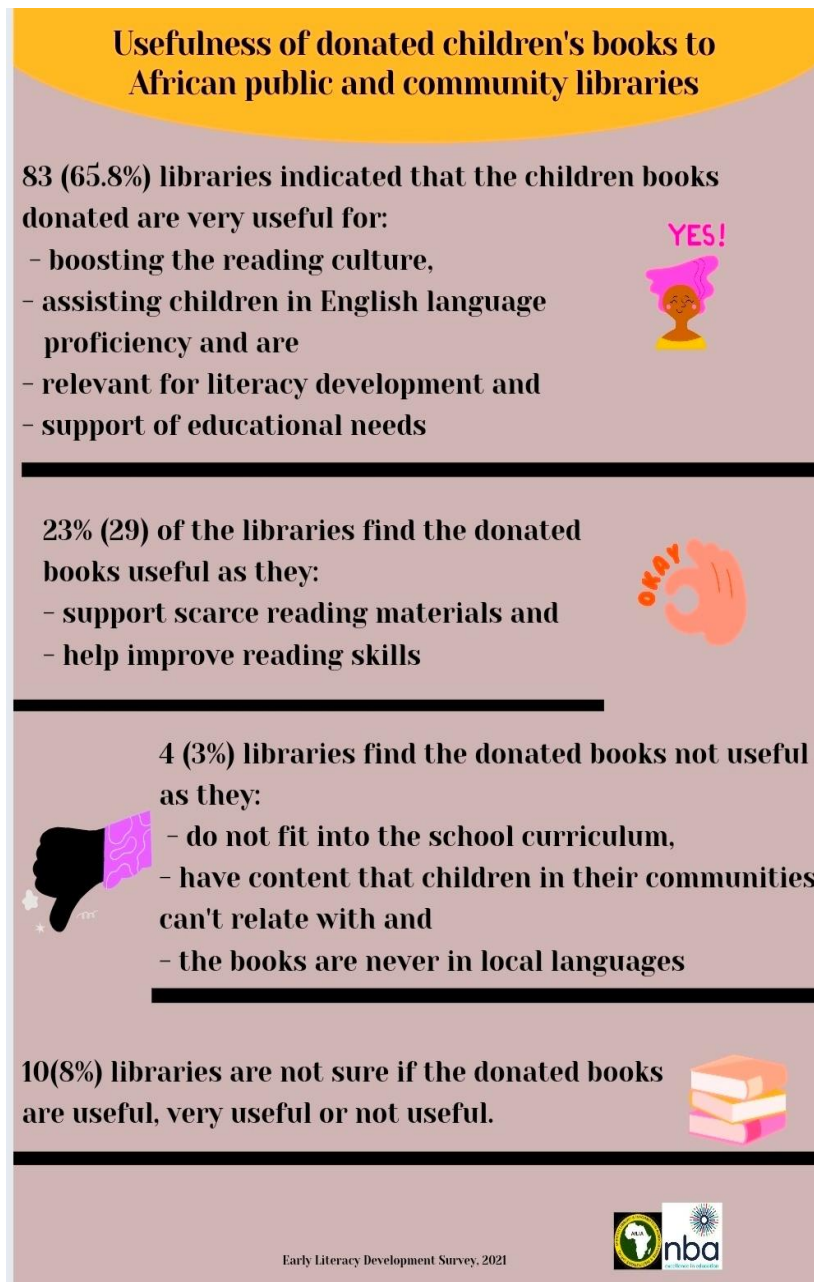 Usefulness of donated children's books to
African public and community libraries
83 (65.8%) libraries indicated that the children books
donated are very useful for:
- boosting the reading culture,
- assisting children in English language
proficiency and are
- relevant for literacy development and
- support of educational needs
YES!
23% (29) of the libraries find the donated
books useful as they:
- support scarce reading materials and
- help improve reading skills
OKAY
4 (3%) libraries find the donated books not useful
as they:
- do not fit into the school curriculum,
- have content that children in their communities
can't relate with and
- the books are never in local languages
10(8%) libraries are not sure if the donated books
are useful, very useful or not useful.
Early Literacy Development Survey, 2021
nba